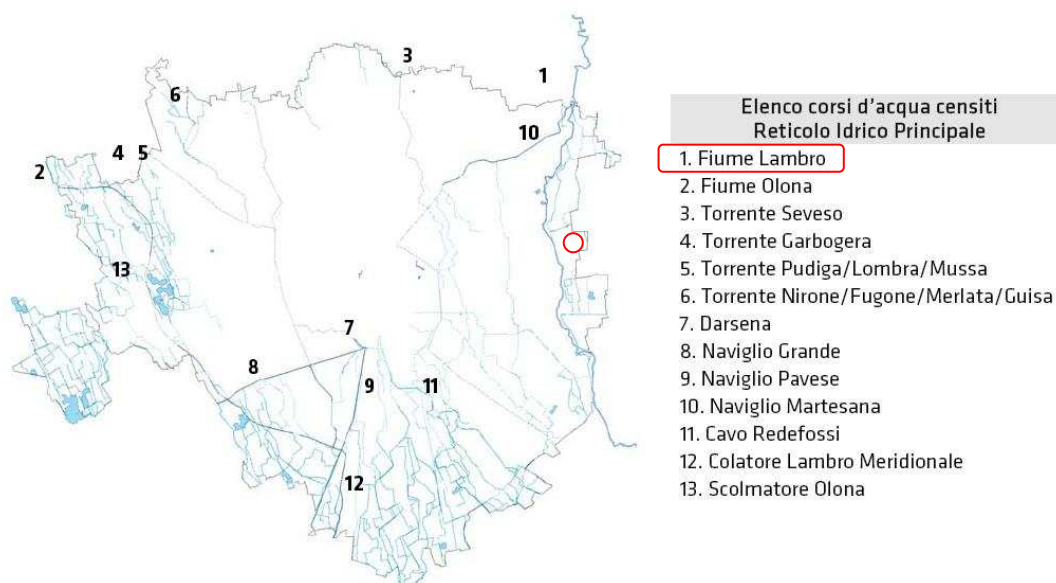 3
1
6
10
4
5
2
13
7
8
9
11
12
Elenco corsi d'acqua censiti
Reticolo Idrico Principale
1. Fiume Lambro
2. Fiume Olona
3. Torrente Seveso
4. Torrente Garbogera
5. Torrente Pudiga/Lombra/Mussa
6. Torrente Nirone/Fugone/Merlata/Guisa
7. Darsena
8. Naviglio Grande
9. Naviglio Pavese
10. Naviglio Martesana
11. Cavo Redefossi
12. Colatore Lambro Meridionale
13. Scolmatore Olona